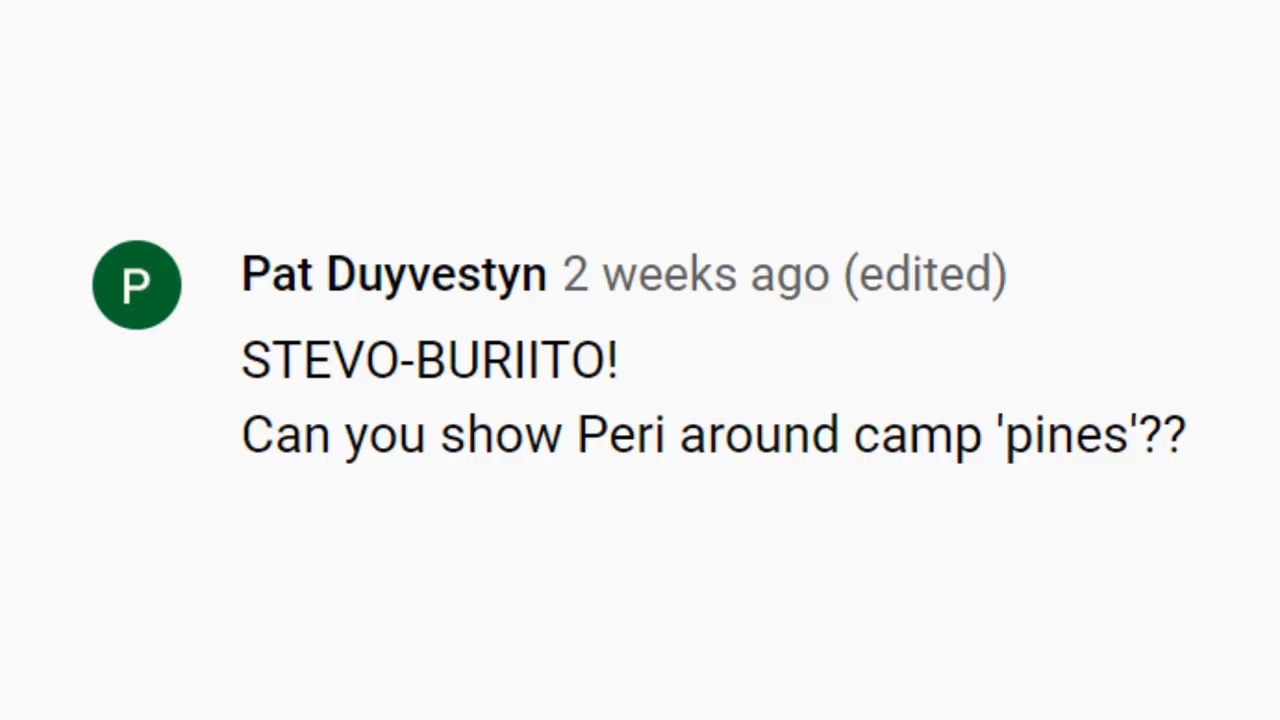 P
Pat Duyvestyn 2 weeks ago (edited)
STEVO-BURIITO!
Can you show Peri around camp 'pines'??